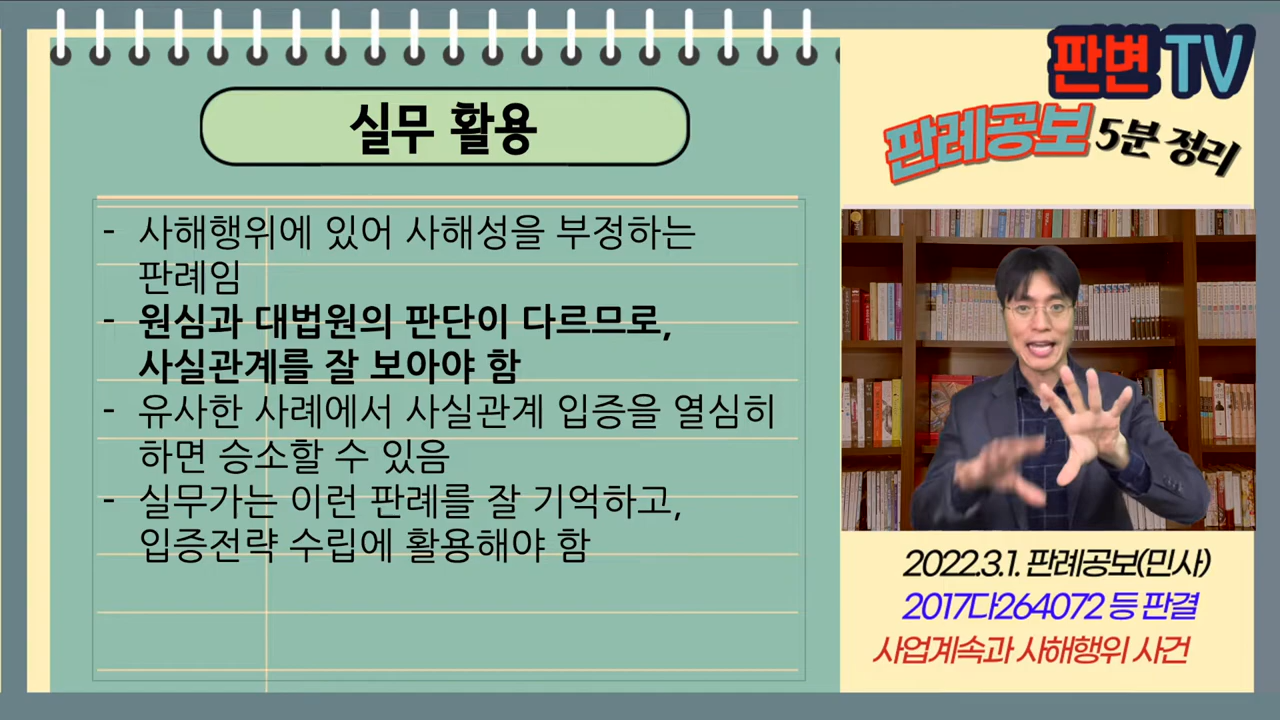 실무 활용
- 사해행위에 있어 사해성을 부정하는
판례임
- 원심과 대법원의 판단이 다르므로,
사실관계를 잘 보아야 함
- 유사한 사례에서 사실관계 입증을 열심히
하면 승소할 수 있음
- 실무가는 이런 판례를 잘 기억하고,
입증전략 수립에 활용해야 함
판변 TV
판례공보 5분 정리
2022.3.1. 판례공보(민사)
2017다264072 등 판결
사업계속과 사해행위 사건